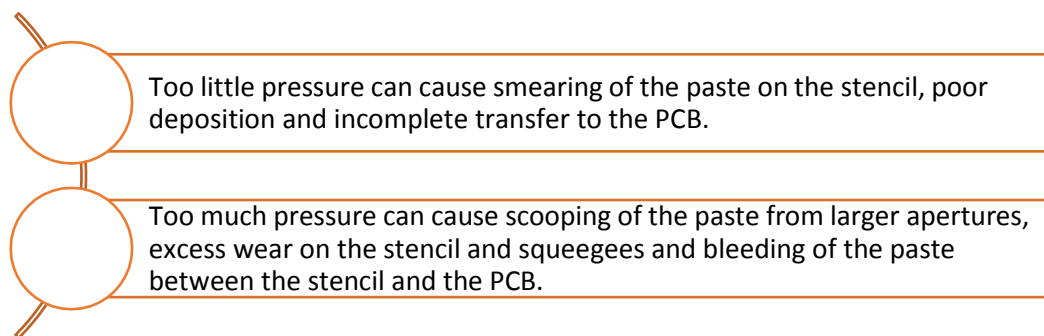 Too little pressure can cause smearing of the paste on the stencil, poor
deposition and incomplete transfer to the PCB.
Too much pressure can cause scooping of the paste from larger apertures,
excess wear on the stencil and squeegees and bleeding of the paste
between the stencil and the PCB.